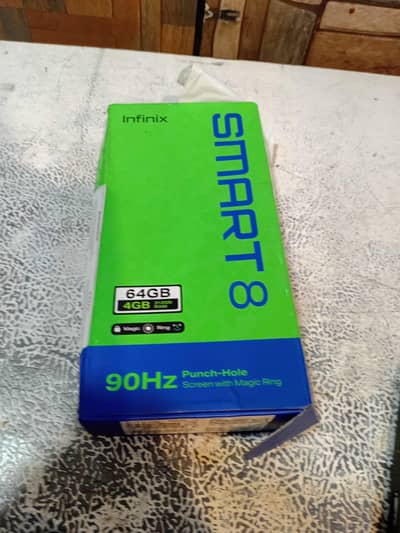 Infinix
SMART 8
64GB
4GB
Magic Ring
90Hz
Punch-Hole
Screen with Magic Ring